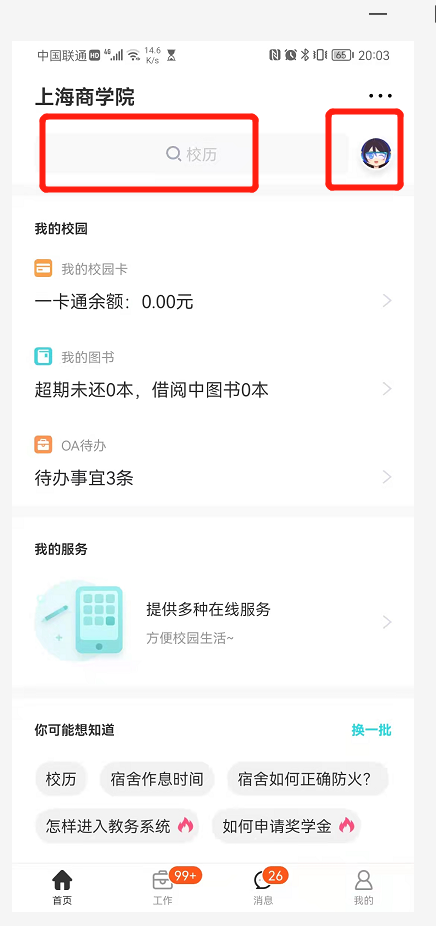 中国联通 HD 4G 14.6 K/s 65 20:03
上海商学院
校历
我的校园
我的校园卡
一卡通余额：0.00元
我的图书
超期未还0本，借阅中图书0本
OA待办
待办事宜3条
我的服务
提供多种在线服务
方便校园生活~
你可能想知道 换一批
校历 宿舍作息时间 宿舍如何正确防火？
怎样进入教务系统 如何申请奖学金
99+ 26
首页 工作 消息 我的